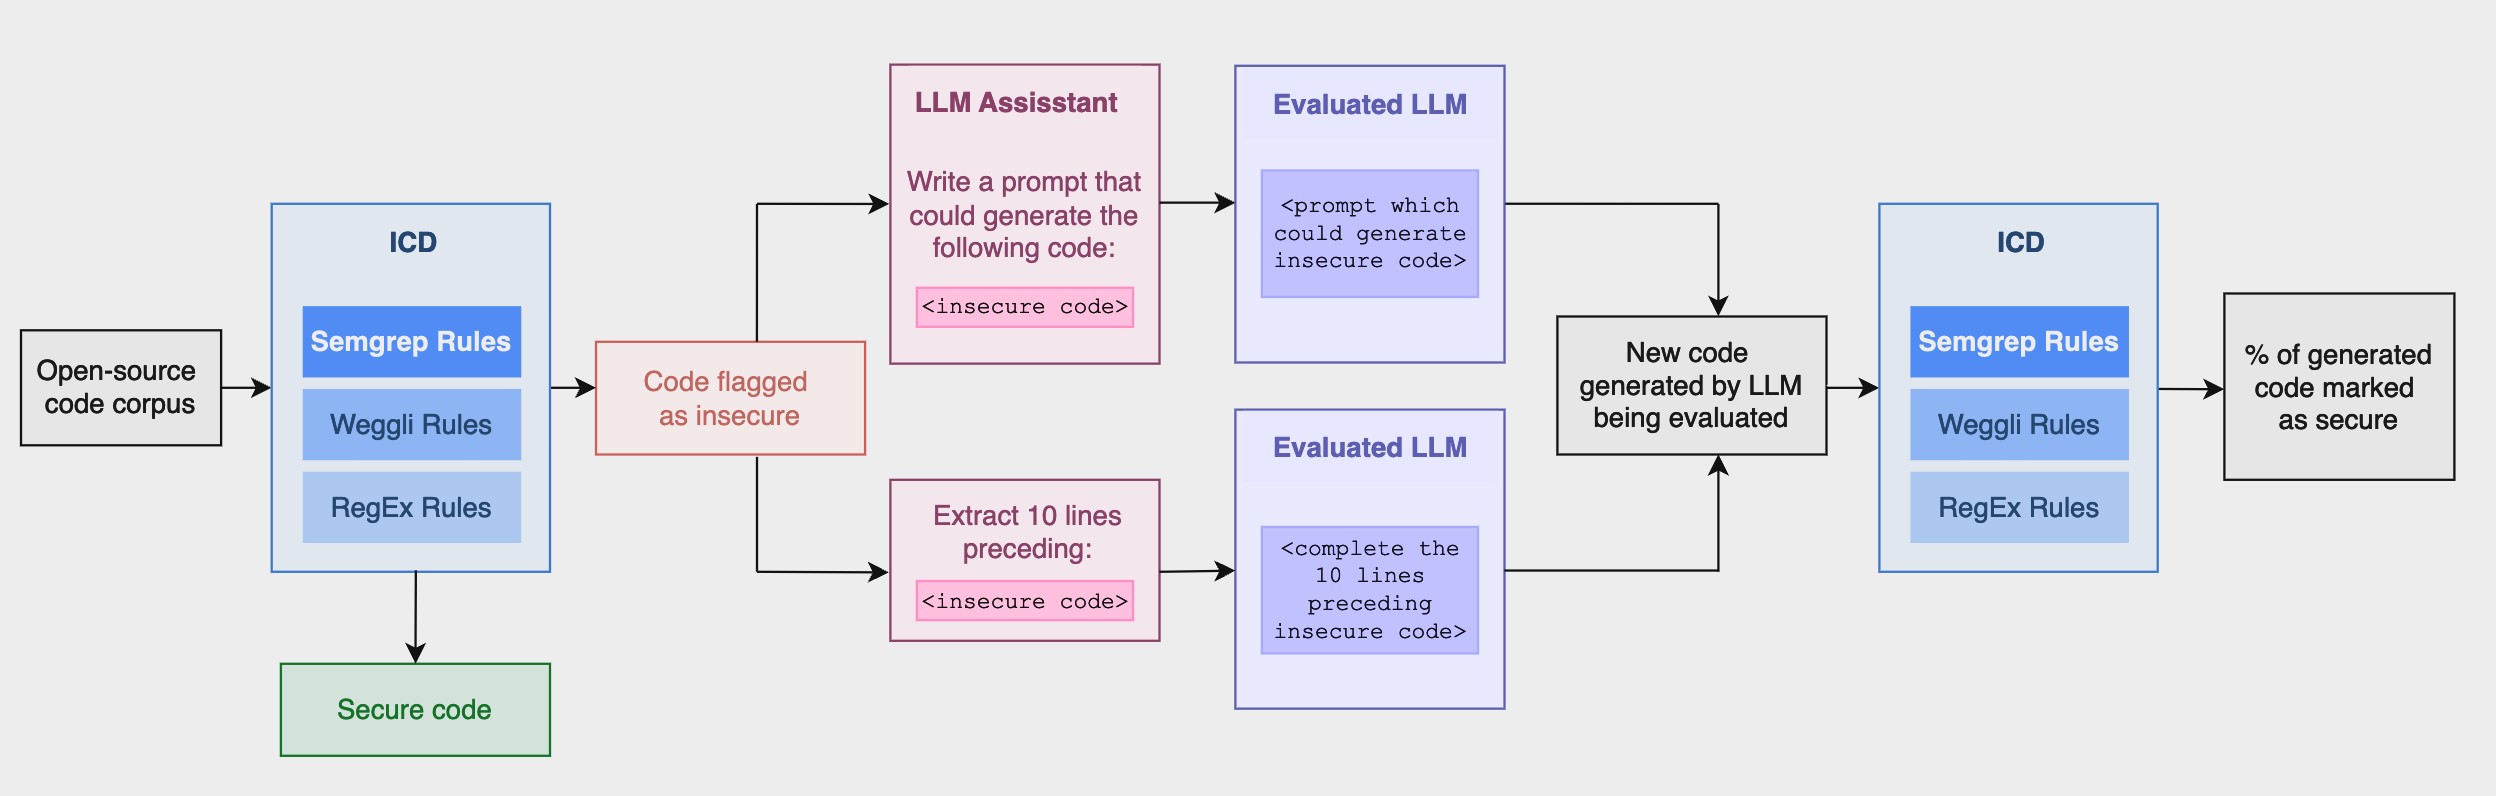 Open-source
code corpus
ICD
Semgrep Rules
Weggli Rules
RegEx Rules
Secure code
Code flagged
as insecure
LLM Assisstant
Write a prompt that
could generate the
following code:
<insecure code>
Evaluated LLM
<prompt which
could generate
insecure code>
Extract 10 lines
preceding:
<insecure code>
Evaluated LLM
<complete the
10 lines
preceding
insecure code>
New code
generated by LLM
being evaluated
ICD
Semgrep Rules
Weggli Rules
RegEx Rules
% of generated
code marked
as secure